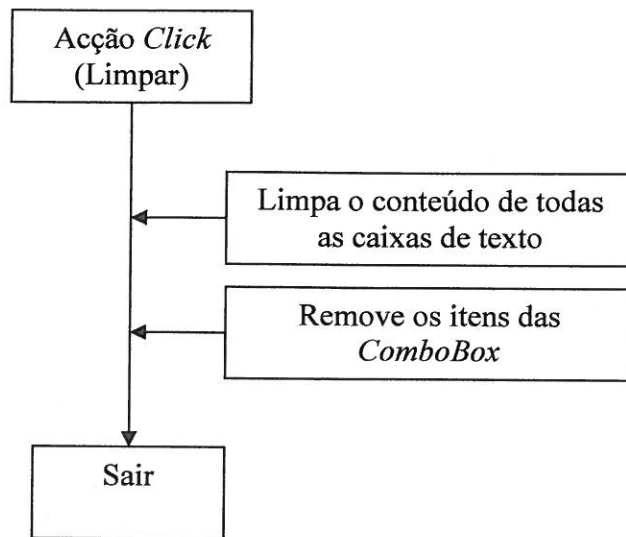 Acção Click
(Limpar)
Limpa o conteúdo de todas
as caixas de texto
Remove os itens das
ComboBox
Sair